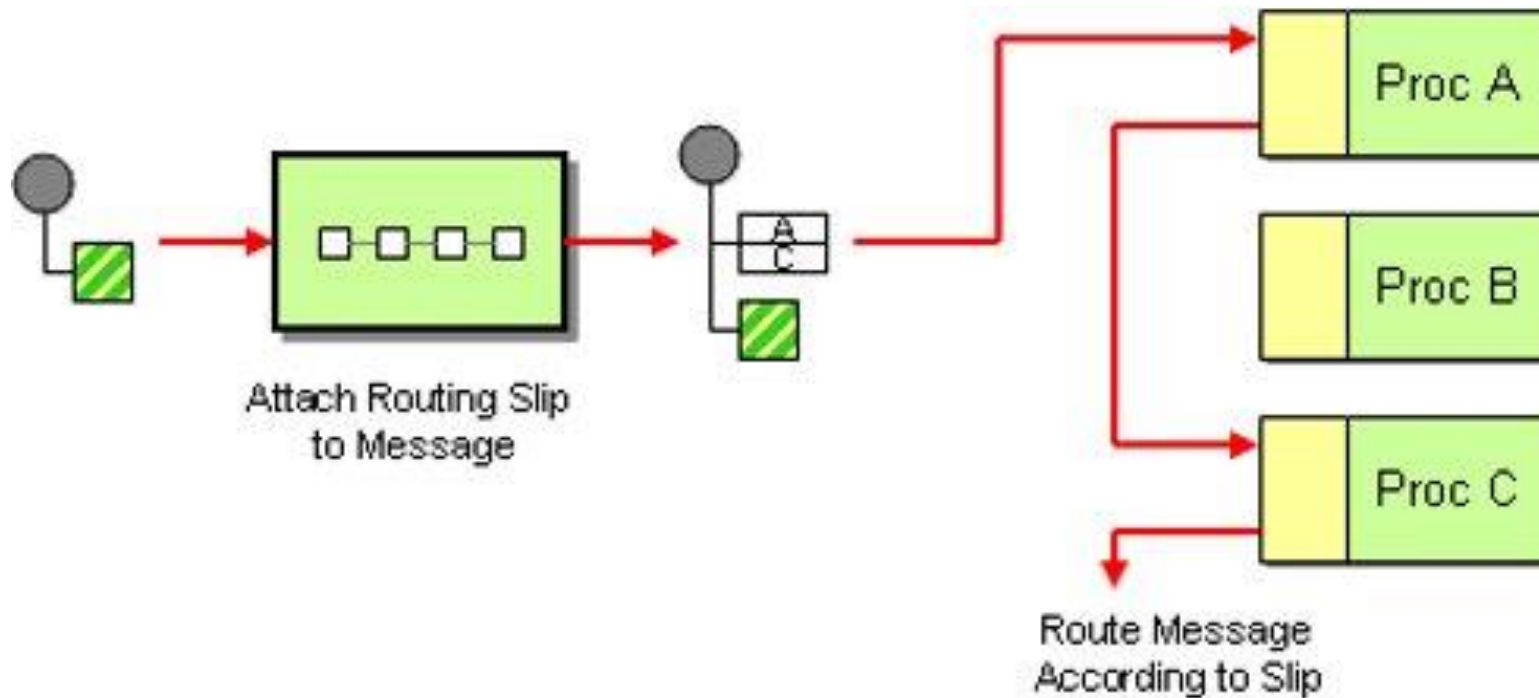 Proc A
A
C
Proc B
Attach Routing Slip
to Message
Proc C
Route Message
According to Slip